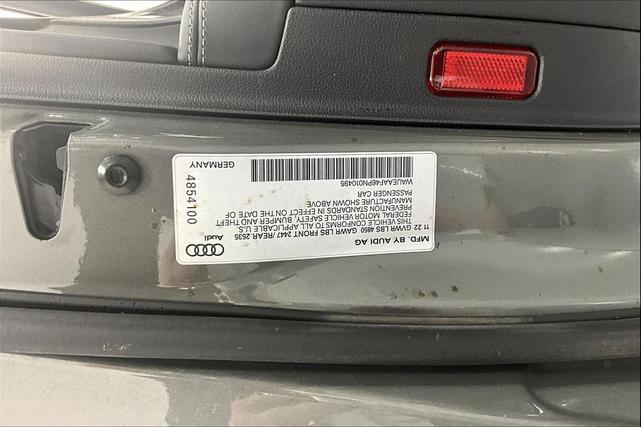 MFD. BY AUDI AG
11 22 GVWR LBS 4850 GAWR LBS FRONT 2447 /REAR 2535
THIS VEHICLE CONFORMS TO ALL APPLICABLE U.S.
FEDERAL MOTOR VEHICLE SAFETY, BUMPER, AND THEFT
PREVENTION STANDARDS IN EFFECT ON THE DATE OF
MANUFACTURE SHOWN ABOVE
PASSENGER CAR
WAUEAAF46PN010495
Audi
4854100
GERMANY